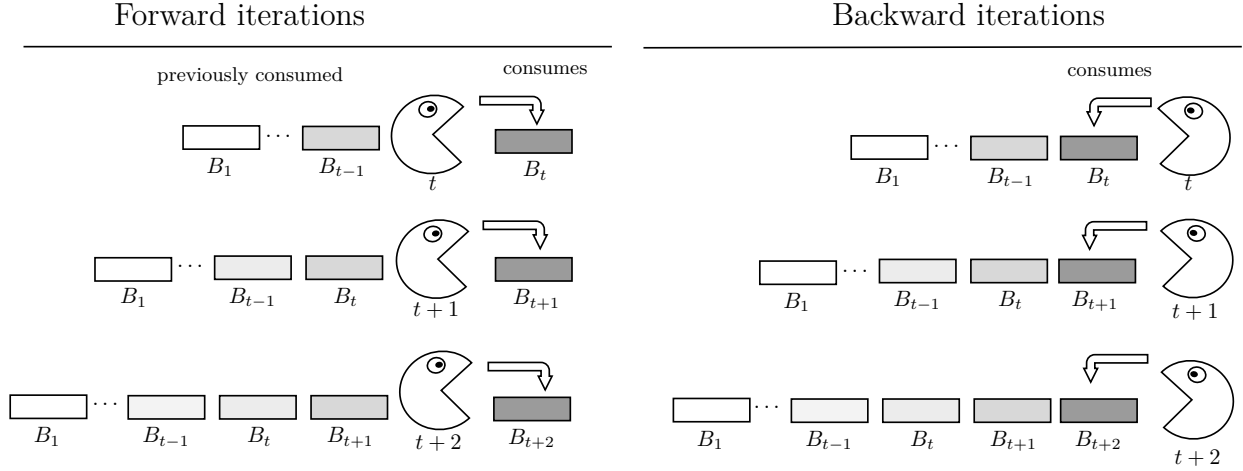 Forward iterations
previously consumed
consumes
⋯
B_1
B_{t-1}
t
B_t
⋯
B_1
B_{t-1}
B_t
t + 1
B_{t+1}
⋯
B_1
B_{t-1}
B_t
B_{t+1}
t + 2
B_{t+2}
Backward iterations
consumes
⋯
B_1
B_{t-1}
B_t
t
⋯
B_1
B_{t-1}
B_t
B_{t+1}
t + 1
⋯
B_1
B_{t-1}
B_t
B_{t+1}
B_{t+2}
t + 2